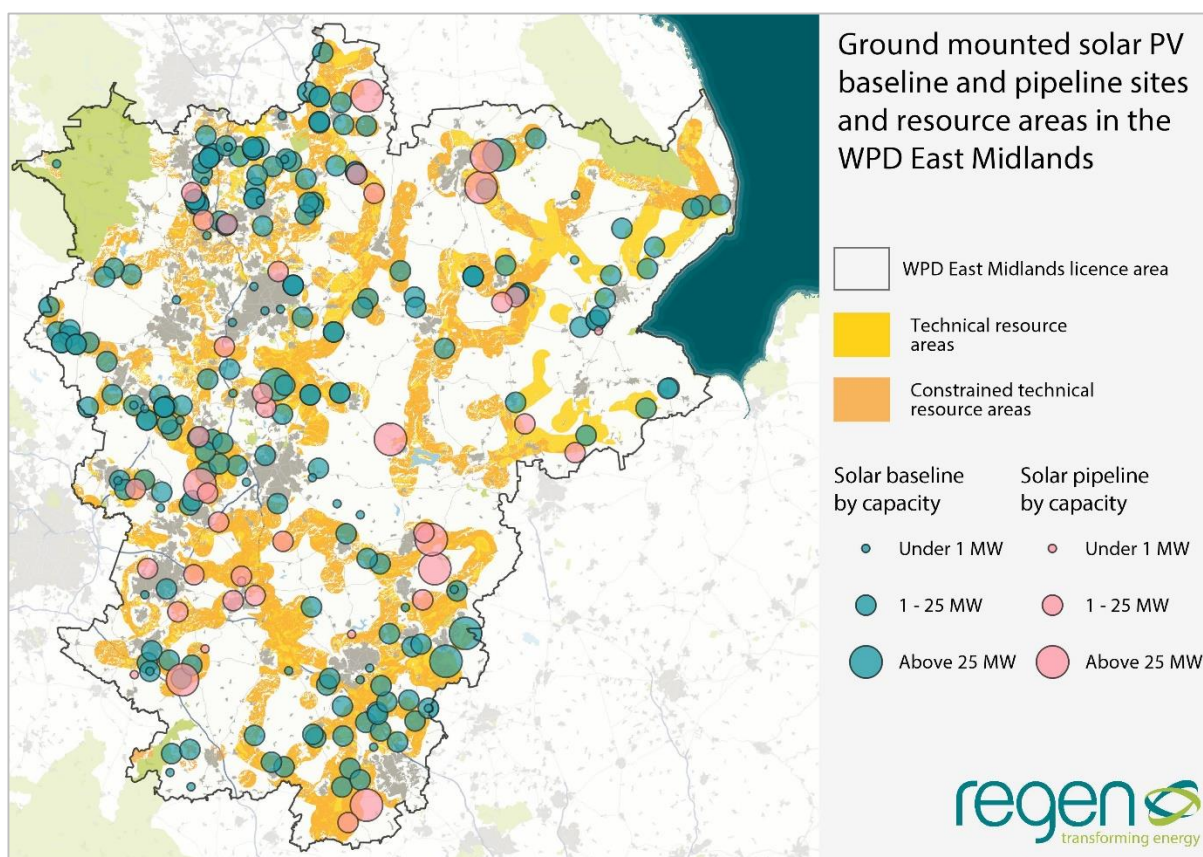 Ground mounted solar PV
baseline and pipeline sites
and resource areas in the
WPD East Midlands
WPD East Midlands licence area
Technical resource
areas
Constrained technical
resource areas
Solar baseline
by capacity
Solar pipeline
by capacity
Under 1 MW
Under 1 MW
1 - 25 MW
1 - 25 MW
Above 25 MW
Above 25 MW
regen
transforming energy